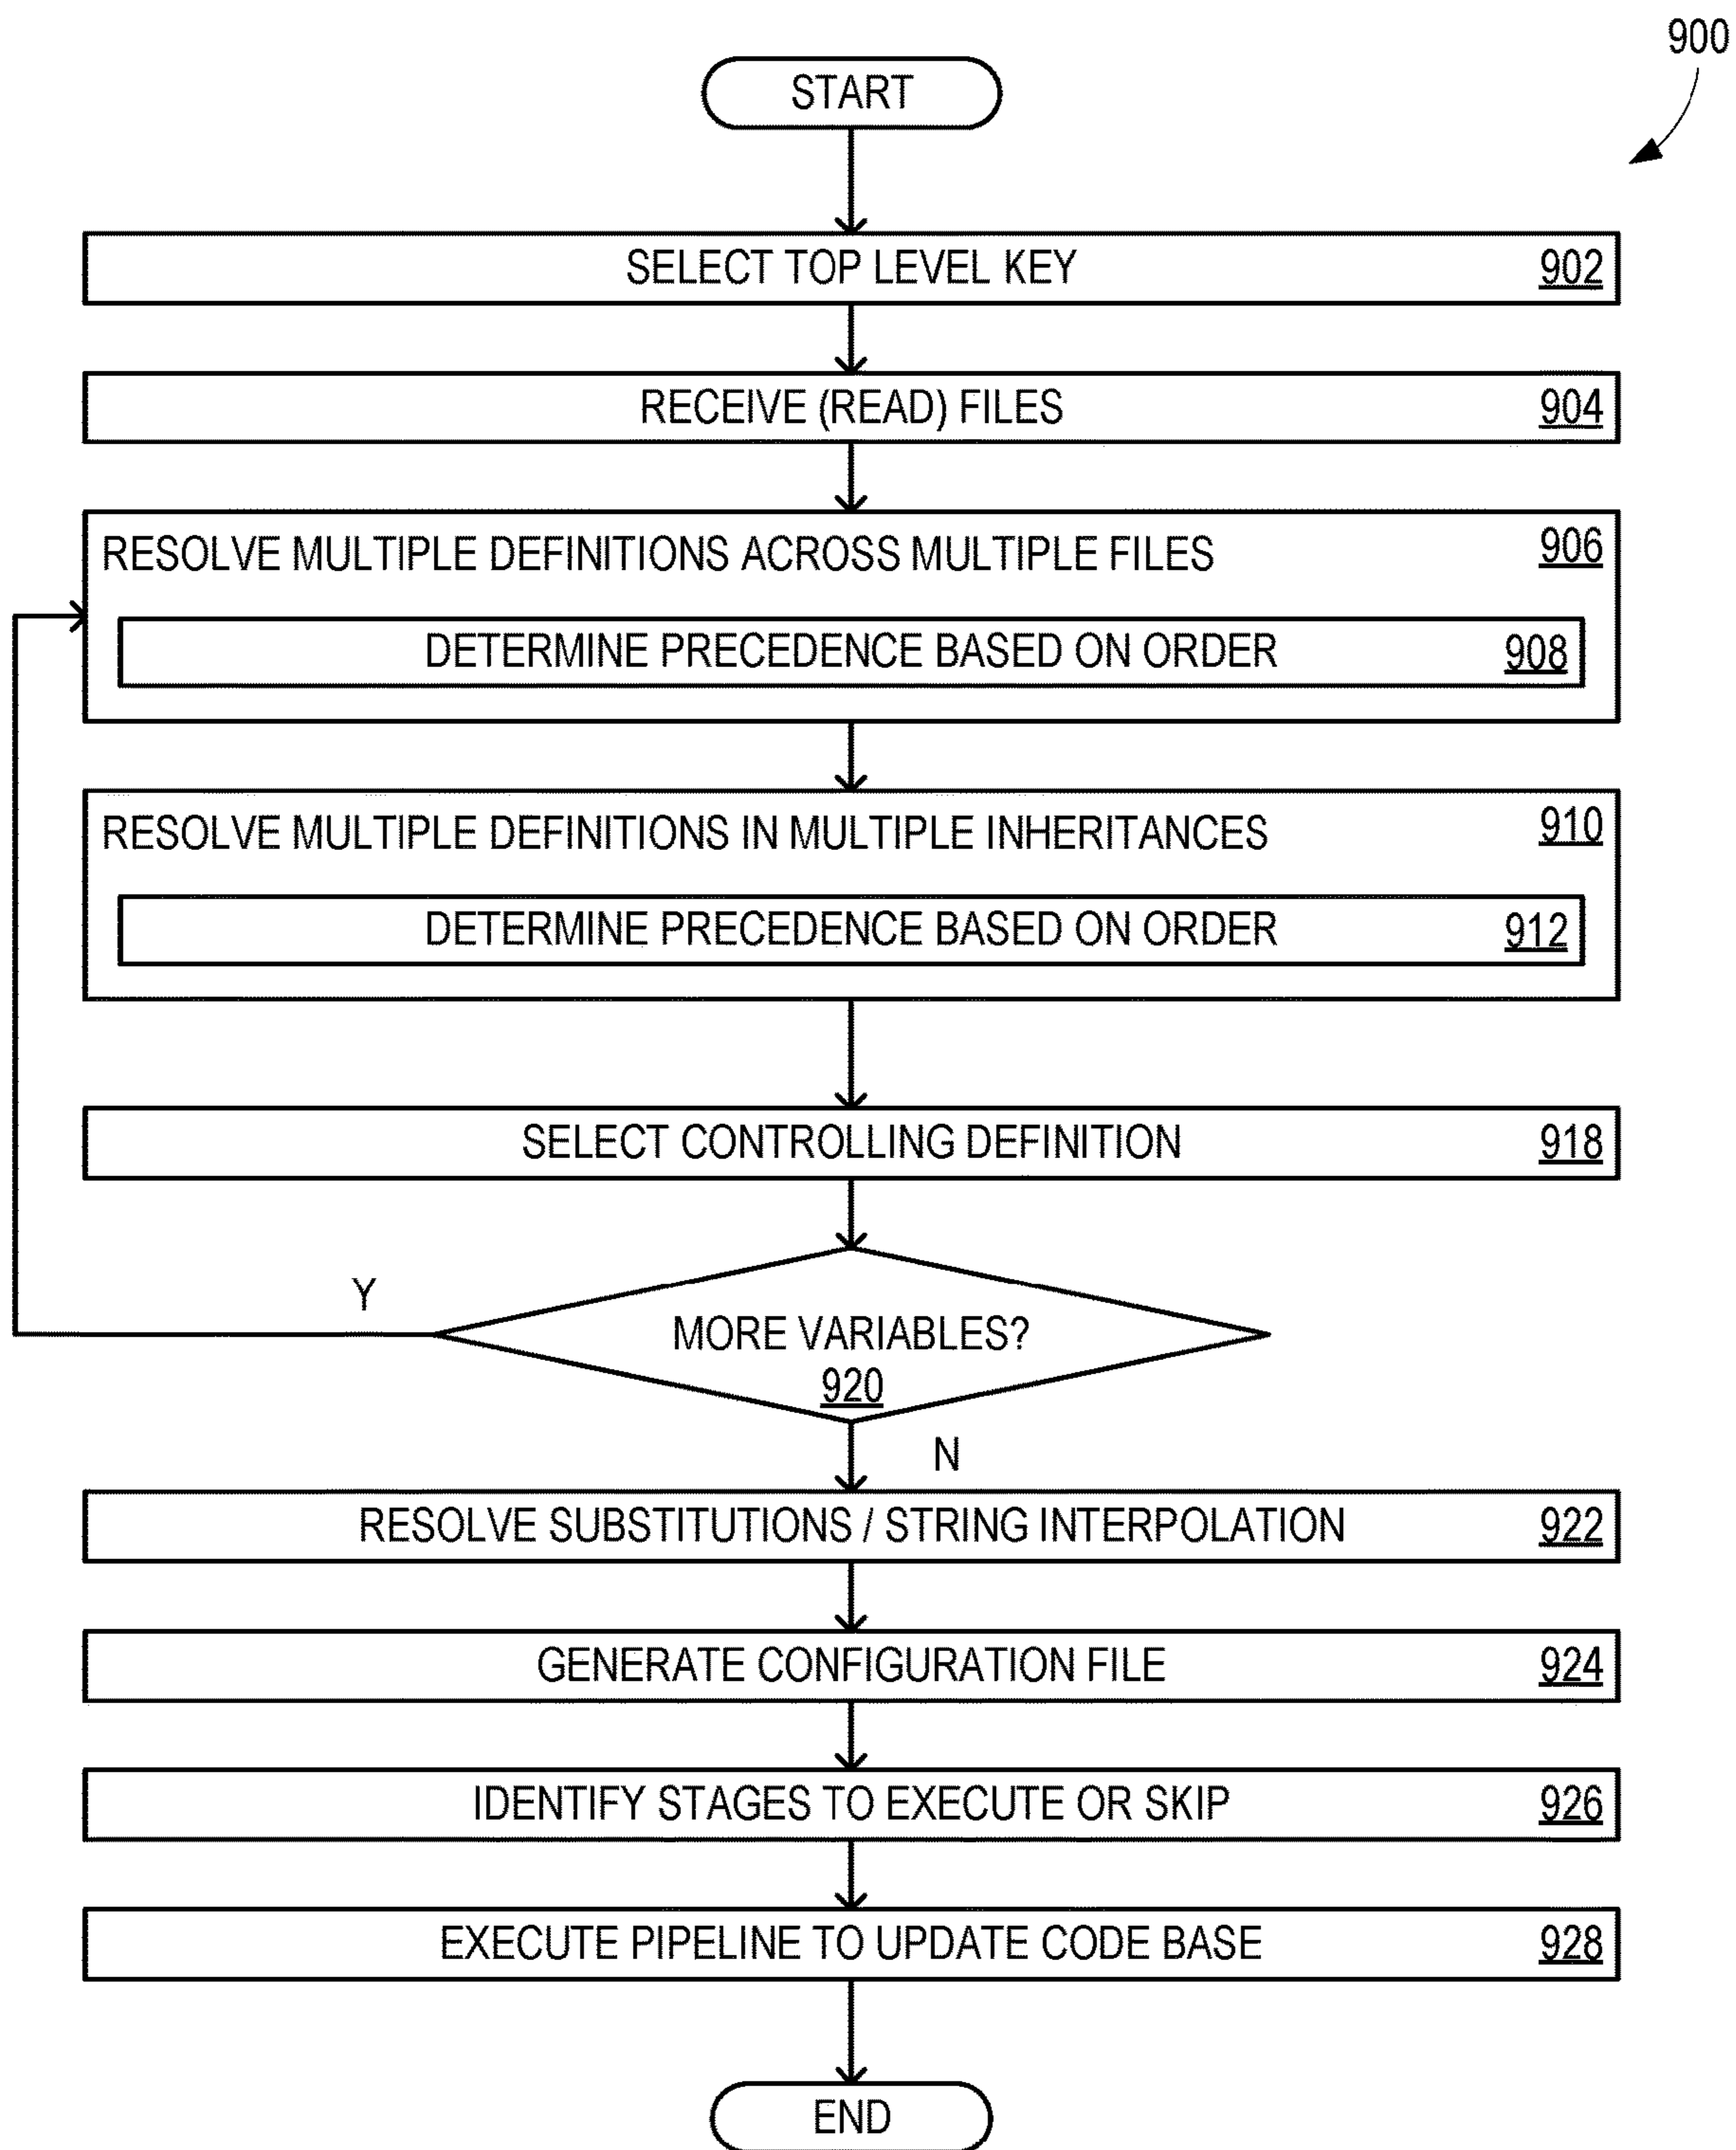 900
START
SELECT TOP LEVEL KEY 902
RECEIVE (READ) FILES 904
RESOLVE MULTIPLE DEFINITIONS ACROSS MULTIPLE FILES 906
DETERMINE PRECEDENCE BASED ON ORDER 908
RESOLVE MULTIPLE DEFINITIONS IN MULTIPLE INHERITANCES 910
DETERMINE PRECEDENCE BASED ON ORDER 912
SELECT CONTROLLING DEFINITION 918
Y
MORE VARIABLES?
920
N
RESOLVE SUBSTITUTIONS / STRING INTERPOLATION 922
GENERATE CONFIGURATION FILE 924
IDENTIFY STAGES TO EXECUTE OR SKIP 926
EXECUTE PIPELINE TO UPDATE CODE BASE 928
END